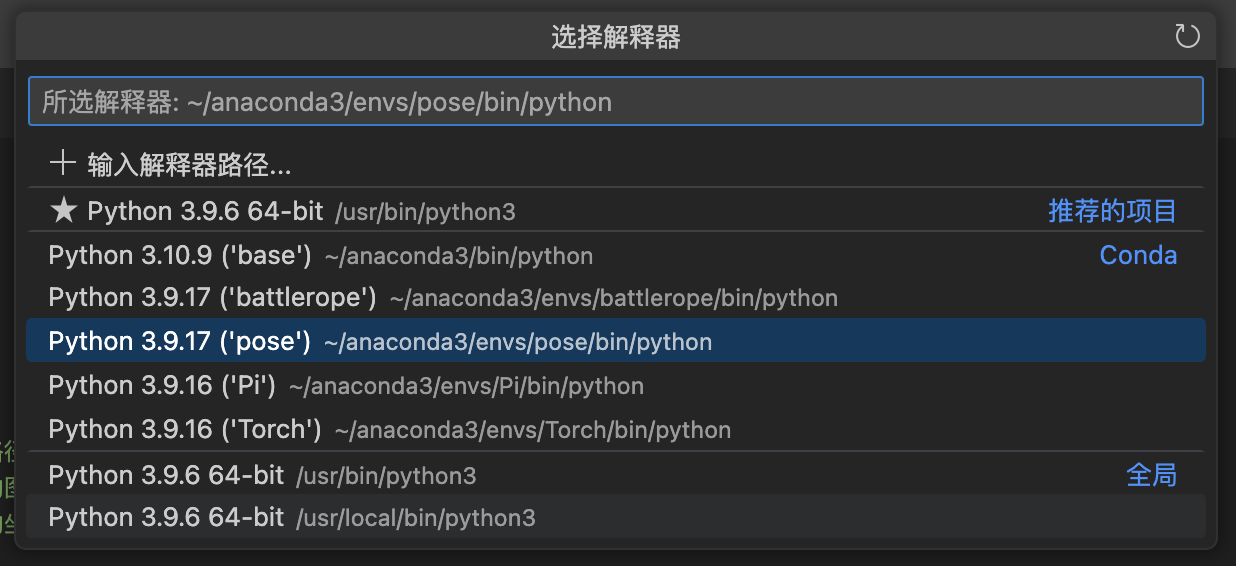 选择解释器
所选解释器: ~/anaconda3/envs/pose/bin/python
输入解释器路径...
★ Python 3.9.6 64-bit /usr/bin/python3 推荐的项目
Python 3.10.9 ('base') ~/anaconda3/bin/python Conda
Python 3.9.17 ('battlerope') ~/anaconda3/envs/battlerope/bin/python
Python 3.9.17 ('pose') ~/anaconda3/envs/pose/bin/python
Python 3.9.16 ('Pi') ~/anaconda3/envs/Pi/bin/python
Python 3.9.16 ('Torch') ~/anaconda3/envs/Torch/bin/python
Python 3.9.6 64-bit /usr/bin/python3 全局
Python 3.9.6 64-bit /usr/local/bin/python3